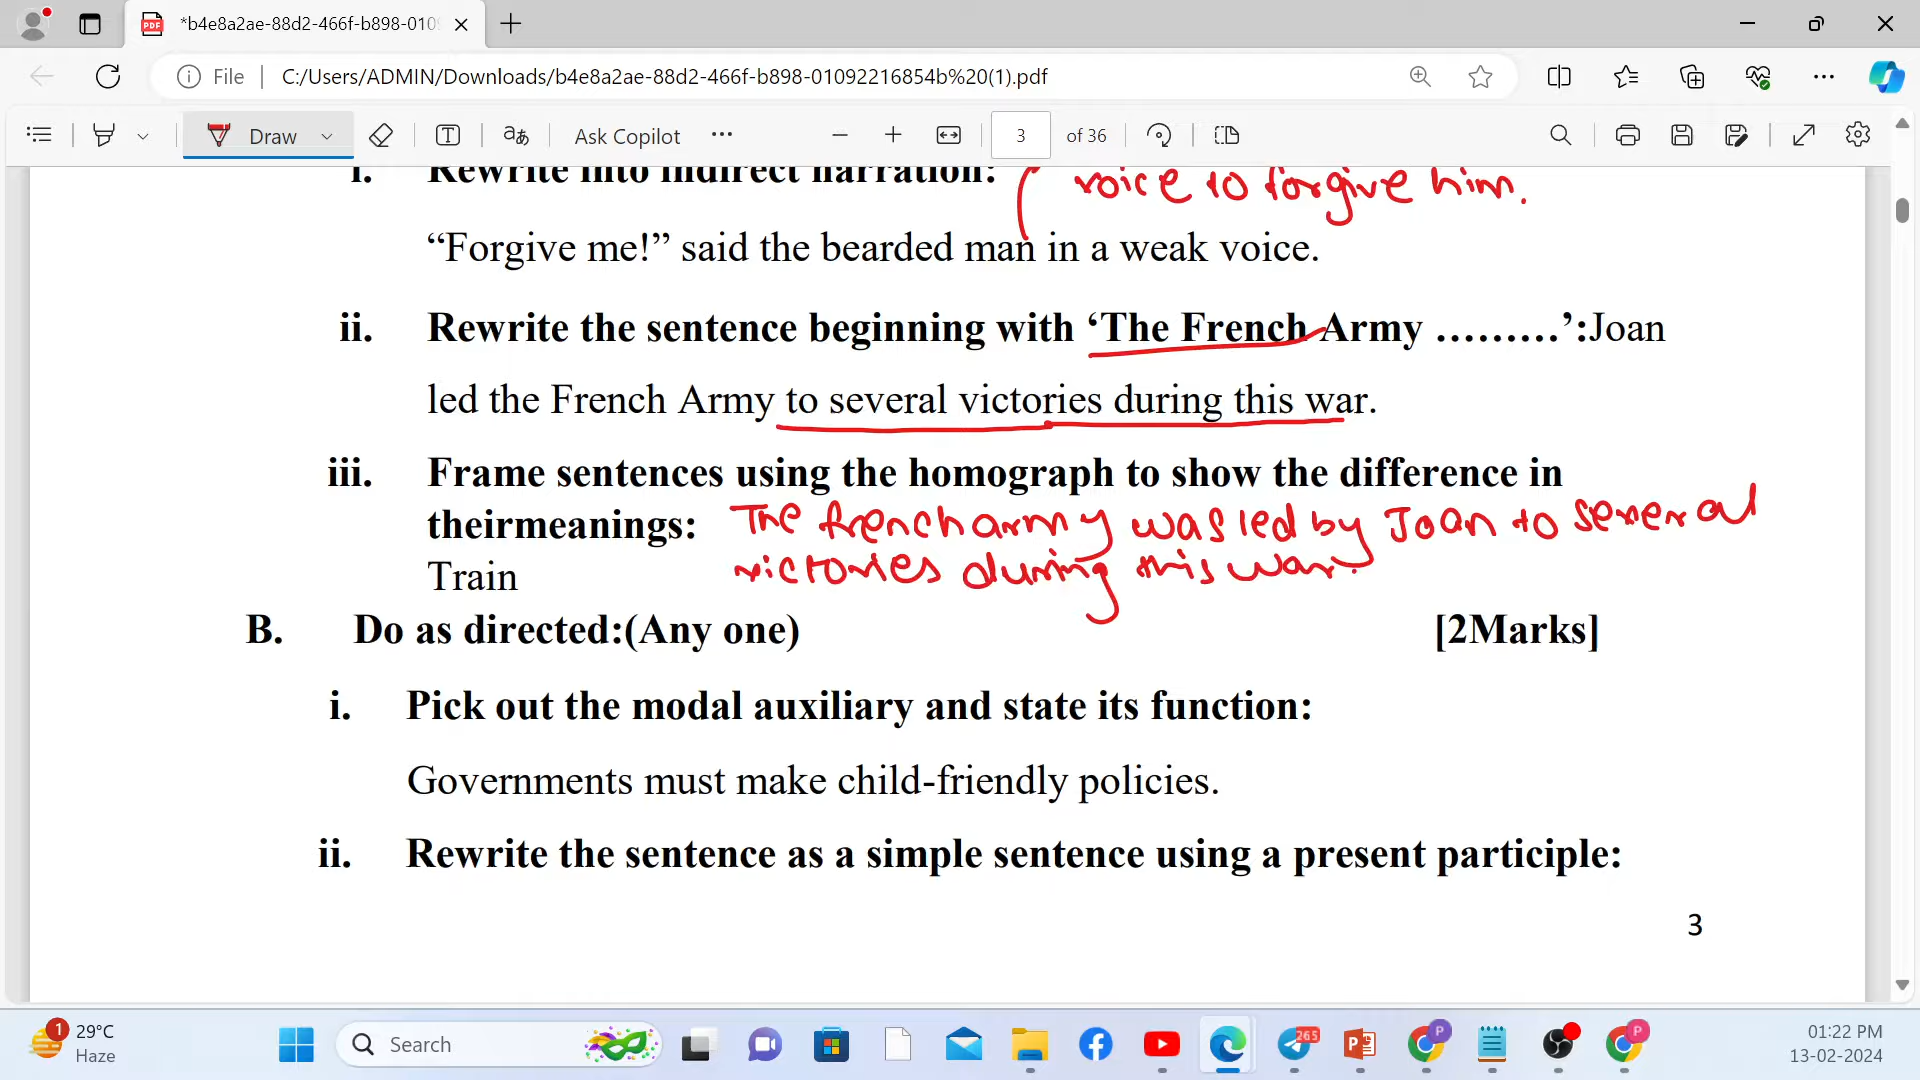 *b4e8a2ae-88d2-466f-b898-010
File
C:/Users/ADMIN/Downloads/b4e8a2ae-88d2-466f-b898-01092216854b%20(1).pdf
Draw
Ask Copilot
3
of 36
i. Rewrite into indirect narration:
voice to forgive him.
“Forgive me!” said the bearded man in a weak voice.
ii. Rewrite the sentence beginning with ‘The French Army ………’:Joan
led the French Army to several victories during this war.
iii. Frame sentences using the homograph to show the difference in
theirmeanings:
The french army was led by Joan to several
victories during this war.
Train
B. Do as directed:(Any one) [2Marks]
i. Pick out the modal auxiliary and state its function:
Governments must make child-friendly policies.
ii. Rewrite the sentence as a simple sentence using a present participle:
3
1
29°C
Haze
Search
265
01:22 PM
13-02-2024